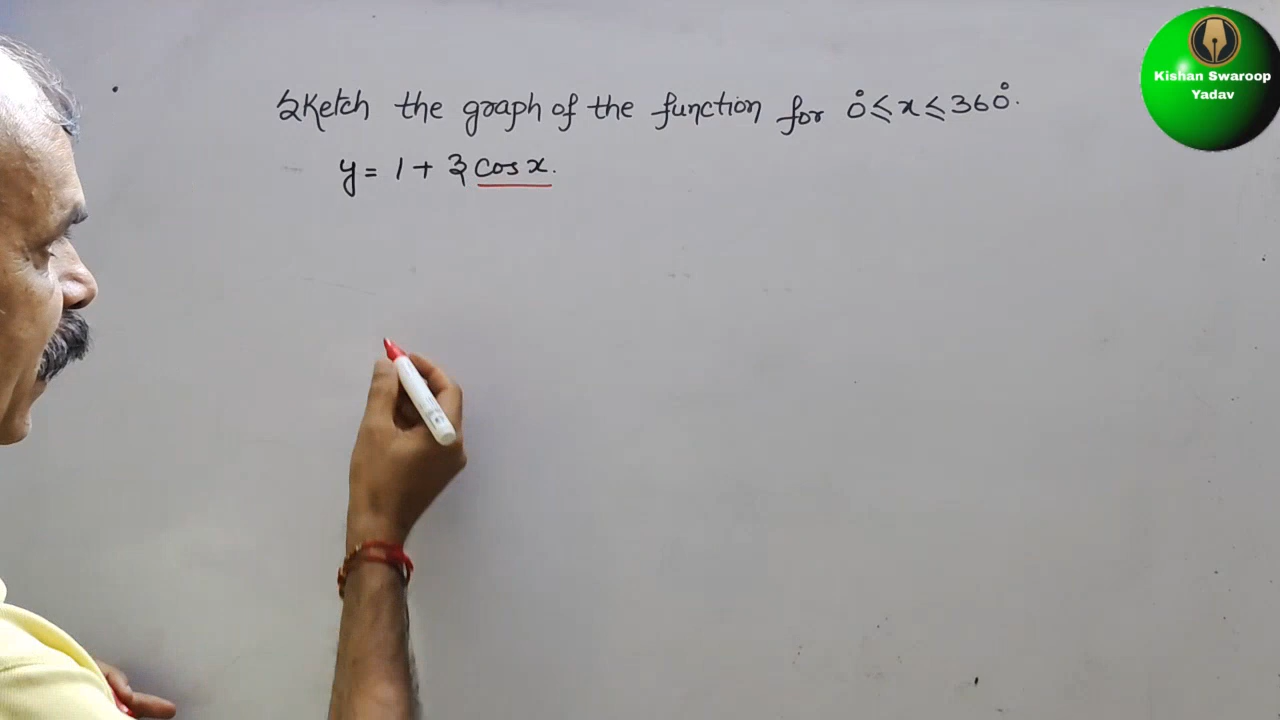 Sketch the graph of the function for 0° ≤ x ≤ 360°.
y = 1 + 3 cos x.
Kishan Swaroop
Yadav